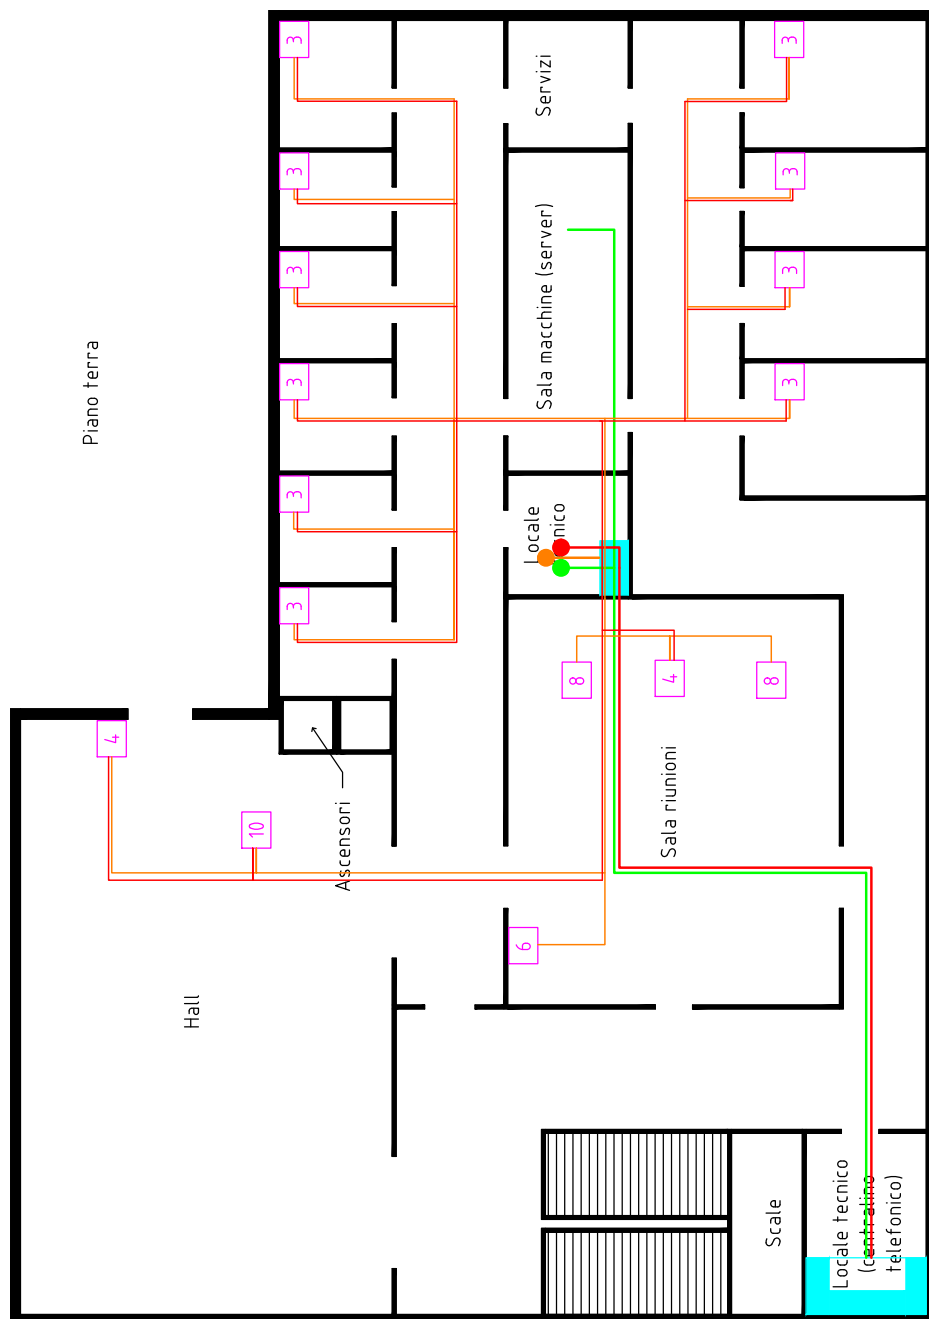 3
3
Servizi
3
3
Sala macchine (server)
3
3
Piano terra
3
3
3
Locale
3
8
4
8
4
10
Ascensori
Sala riunioni
6
Hall
Scale
Locale tecnico
(centralino
telefonico)